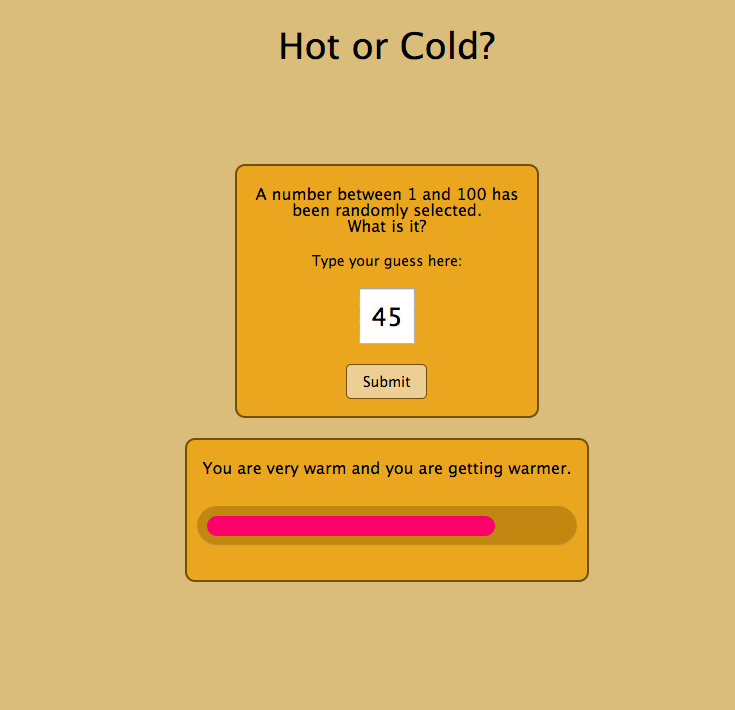 Hot or Cold?
A number between 1 and 100 has
been randomly selected.
What is it?
Type your guess here:
45
Submit
You are very warm and you are getting warmer.